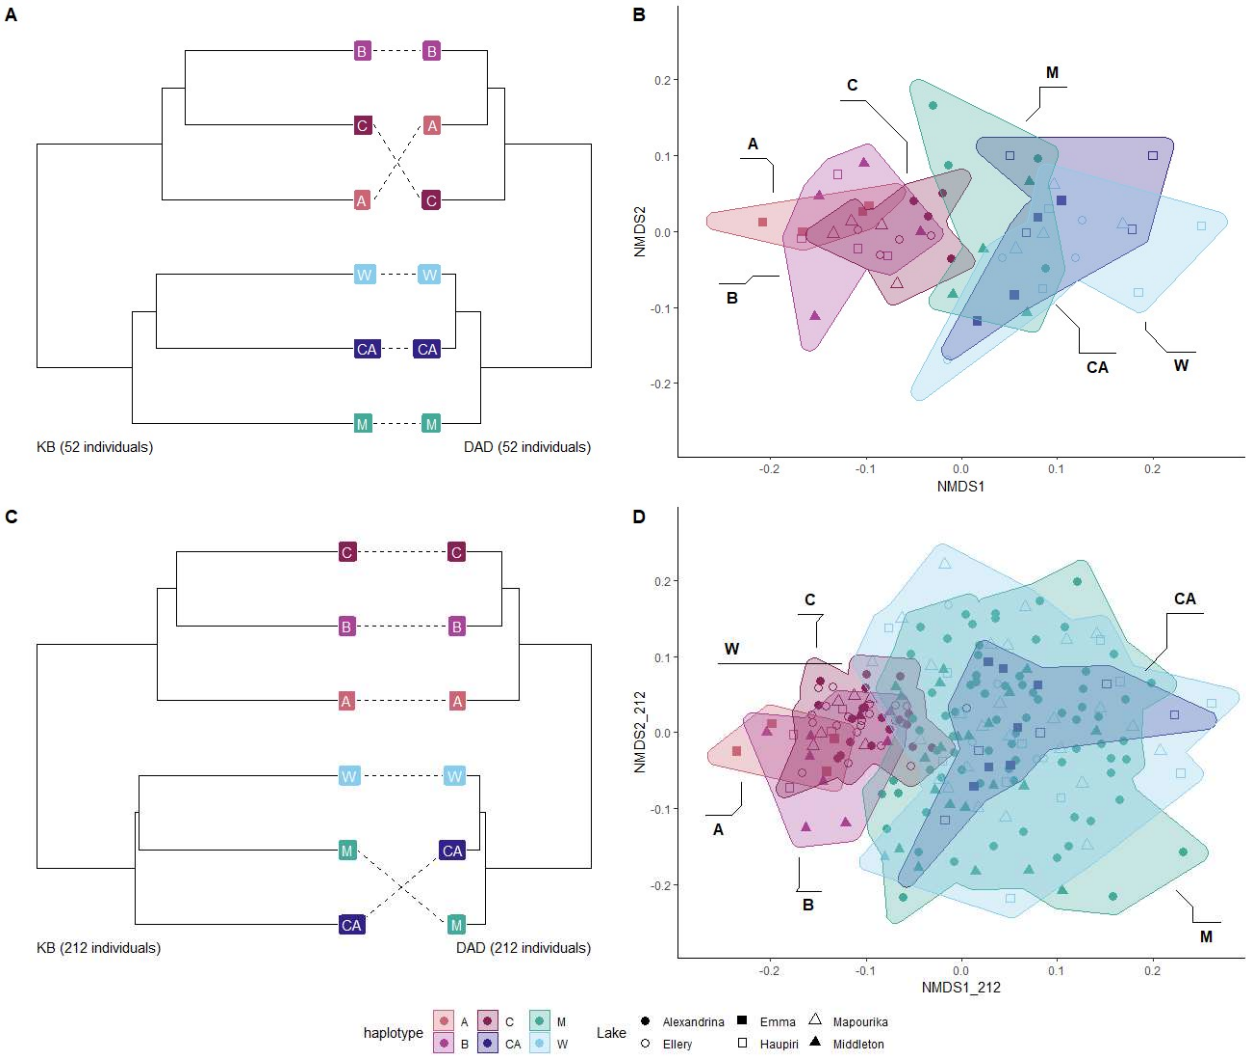 A
B B
C A
A C
W W
CA CA
M M
KB (52 individuals) DAD (52 individuals)
B
0.2
0.1
0.0
-0.1
-0.2
NMDS2
A
B
C
M
CA
W
-0.2 -0.1 0.0 0.1 0.2
NMDS1
C
C C
B B
A A
W W
M CA
CA M
KB (212 individuals) DAD (212 individuals)
D
0.2
0.1
0.0
-0.1
-0.2
NMDS2_212
C
W
CA
A
B
M
-0.2 -0.1 0.0 0.1 0.2
NMDS1_212
haplotype
A C M
B CA W
Lake
Alexandrina Emma Mapourika
Ellery Haupiri Middleton